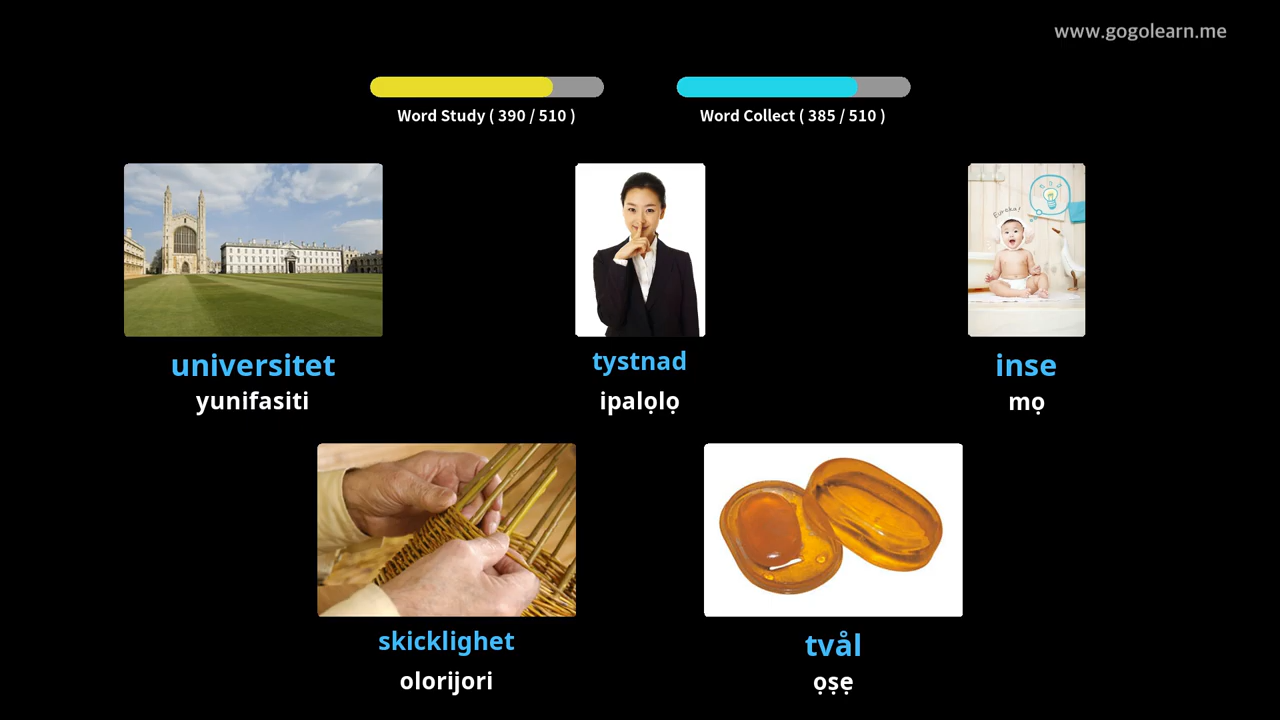 www.gogolearn.me
Word Study ( 390 / 510 )
Word Collect ( 385 / 510 )
Eureka!
universitet
yunifasiti
tystnad
ipalọlọ
inse
mọ
skicklighet
olorijori
tvål
ọṣẹ